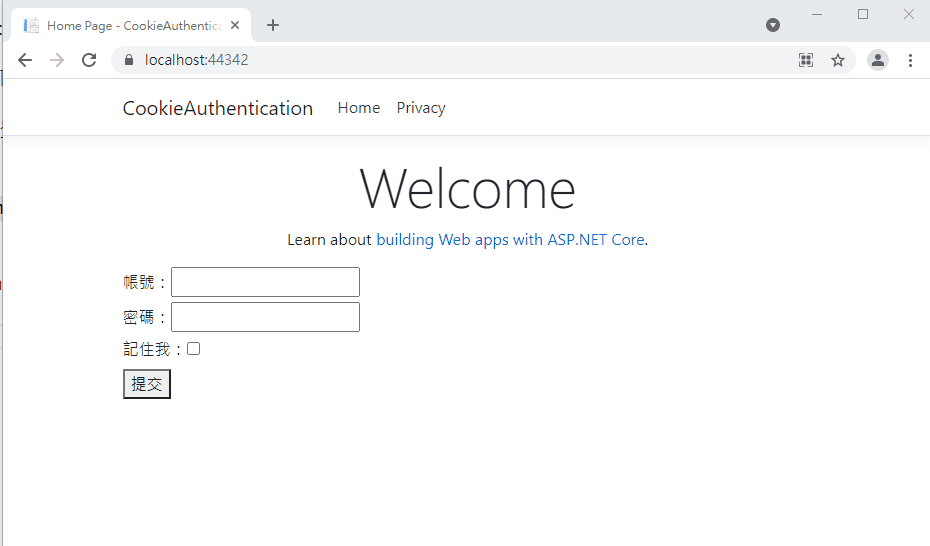 Home Page - CookieAuthentica
localhost:44342
CookieAuthentication Home Privacy
Welcome
Learn about building Web apps with ASP.NET Core.
帳號：
密碼：
記住我：
提交